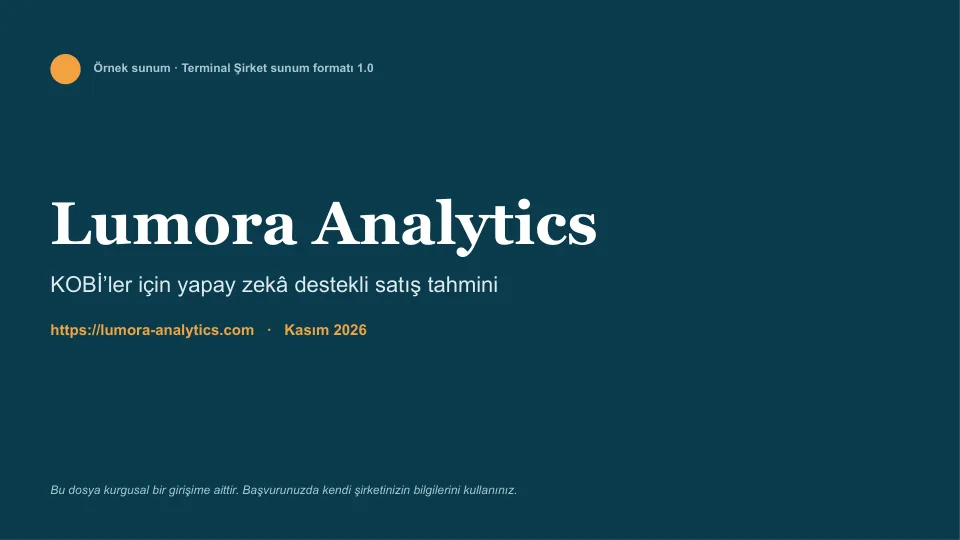 Örnek sunum · Terminal Şirket sunum formatı 1.0
Lumora Analytics
KOBİ’ler için yapay zekâ destekli satış tahmini
https://lumora-analytics.com · Kasım 2026
Bu dosya kurgusal bir girişime aittir. Başvurunuzda kendi şirketinizin bilgilerini kullanınız.